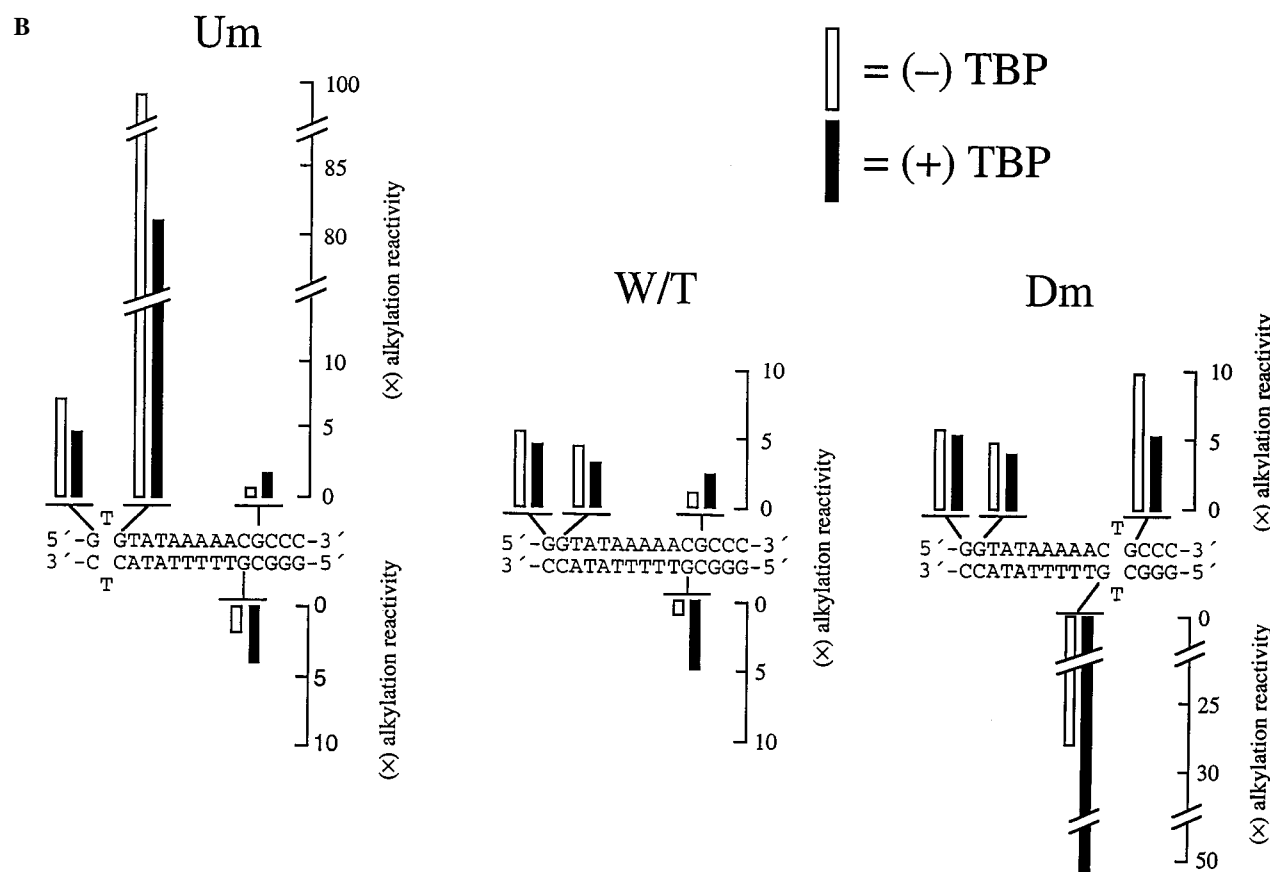 B
Um
= (–) TBP
= (+) TBP
100
85
80
10
5
0
(×) alkylation reactivity
T
5´-G GTATAAAAACGCCC-3´
3´-C CATATTTTTGCGGG-5´
T
0
5
10
(×) alkylation reactivity
W/T
10
5
0
5´-GGTATAAAAACGCCC-3´
3´-CCATATTTTTGCGGG-5´
0
5
10
(×) alkylation reactivity
Dm
10
5
0
(×) alkylation reactivity
T
5´-GGTATAAAAAC GCCC-3´
3´-CCATATTTTTG CGGG-5´
T
0
25
30
50
(×) alkylation reactivity